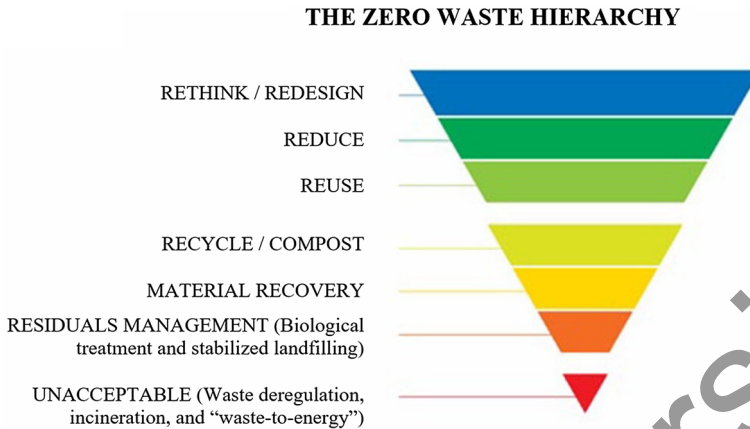 THE ZERO WASTE HIERARCHY
RETHINK / REDESIGN
REDUCE
REUSE
RECYCLE / COMPOST
MATERIAL RECOVERY
RESIDUALS MANAGEMENT (Biological
treatment and stabilized landfilling)
UNACCEPTABLE (Waste deregulation,
incineration, and “waste-to-energy”)